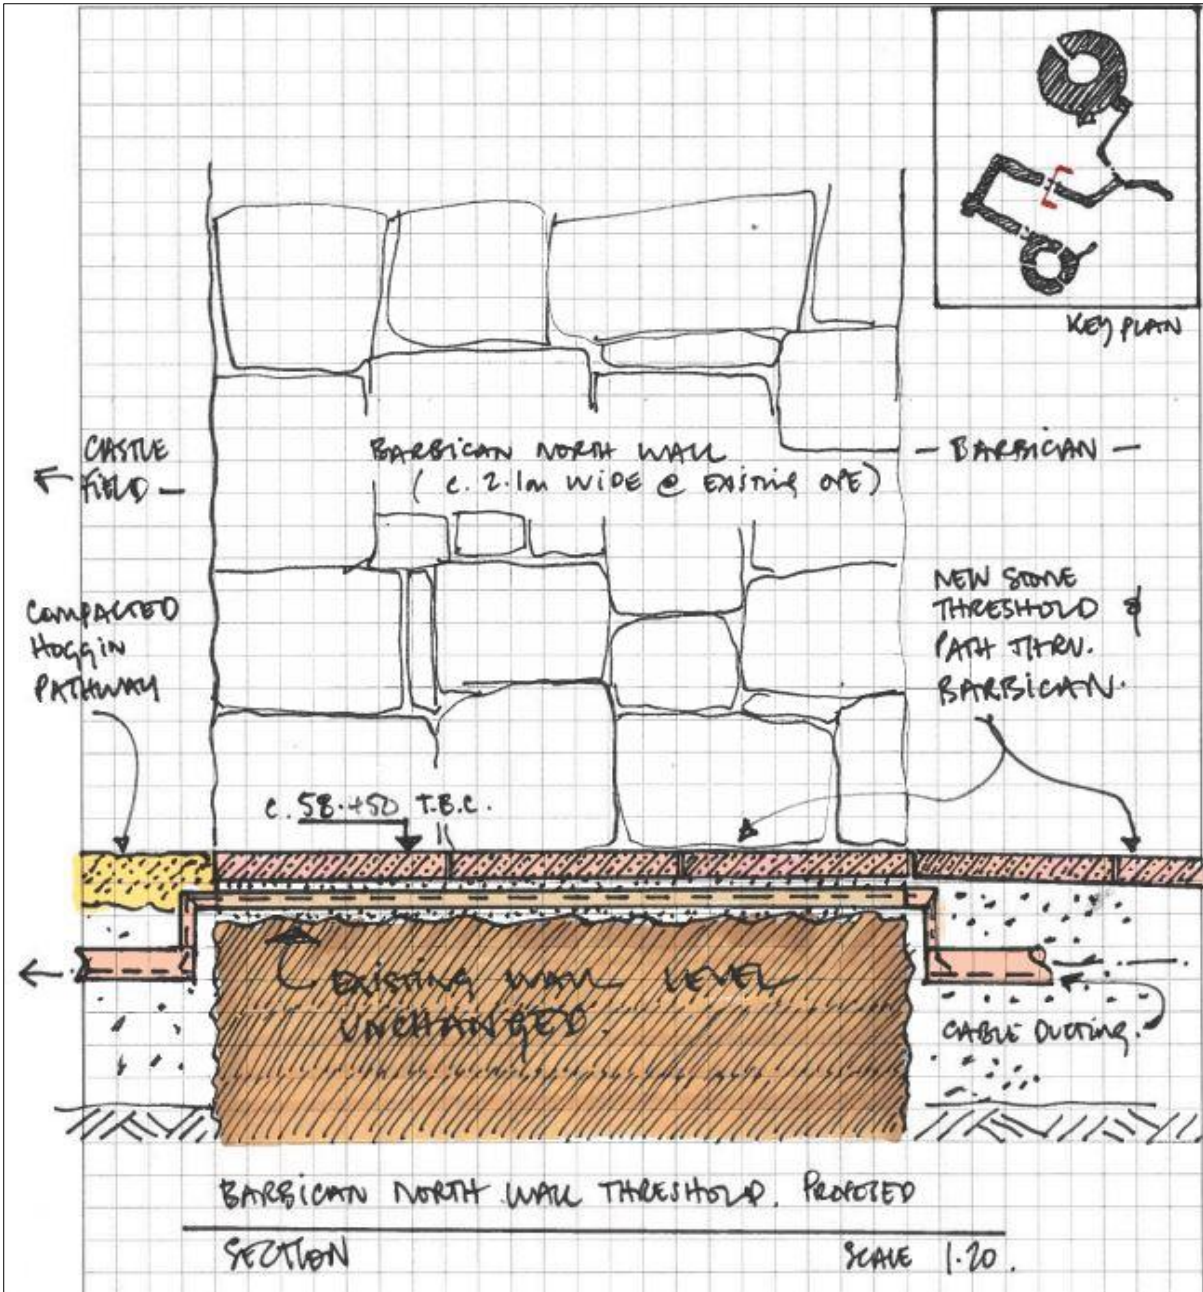 KEY PLAN
CASTLE
FIELD —
BARBICAN NORTH WALL
( c. 2.1m WIDE @ EXISTING OPE )
— BARBICAN —
COMPACTED
HOGGIN
PATHWAY
NEW STONE
THRESHOLD &
PATH THRU.
BARBICAN.
c. 58.450 T.B.C.
EXISTING WALL LEVEL
UNCHANGED.
CABLE DUCTING.
BARBICAN NORTH WALL THRESHOLD. PROPOSED
SECTION SCALE 1.20.